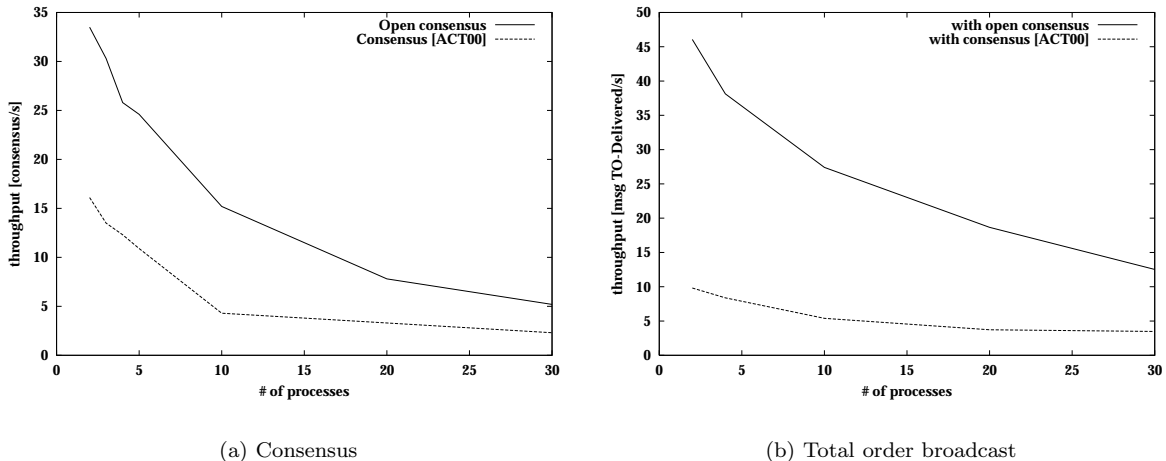 35
30
25
20
15
10
5
0
0 5 10 15 20 25 30
throughput [consensus/s]
# of processes
Open consensus
Consensus [ACT00]
(a) Consensus
50
45
40
35
30
25
20
15
10
5
0
0 5 10 15 20 25 30
throughput [msg TO-Delivered/s]
# of processes
with open consensus
with consensus [ACT00]
(b) Total order broadcast